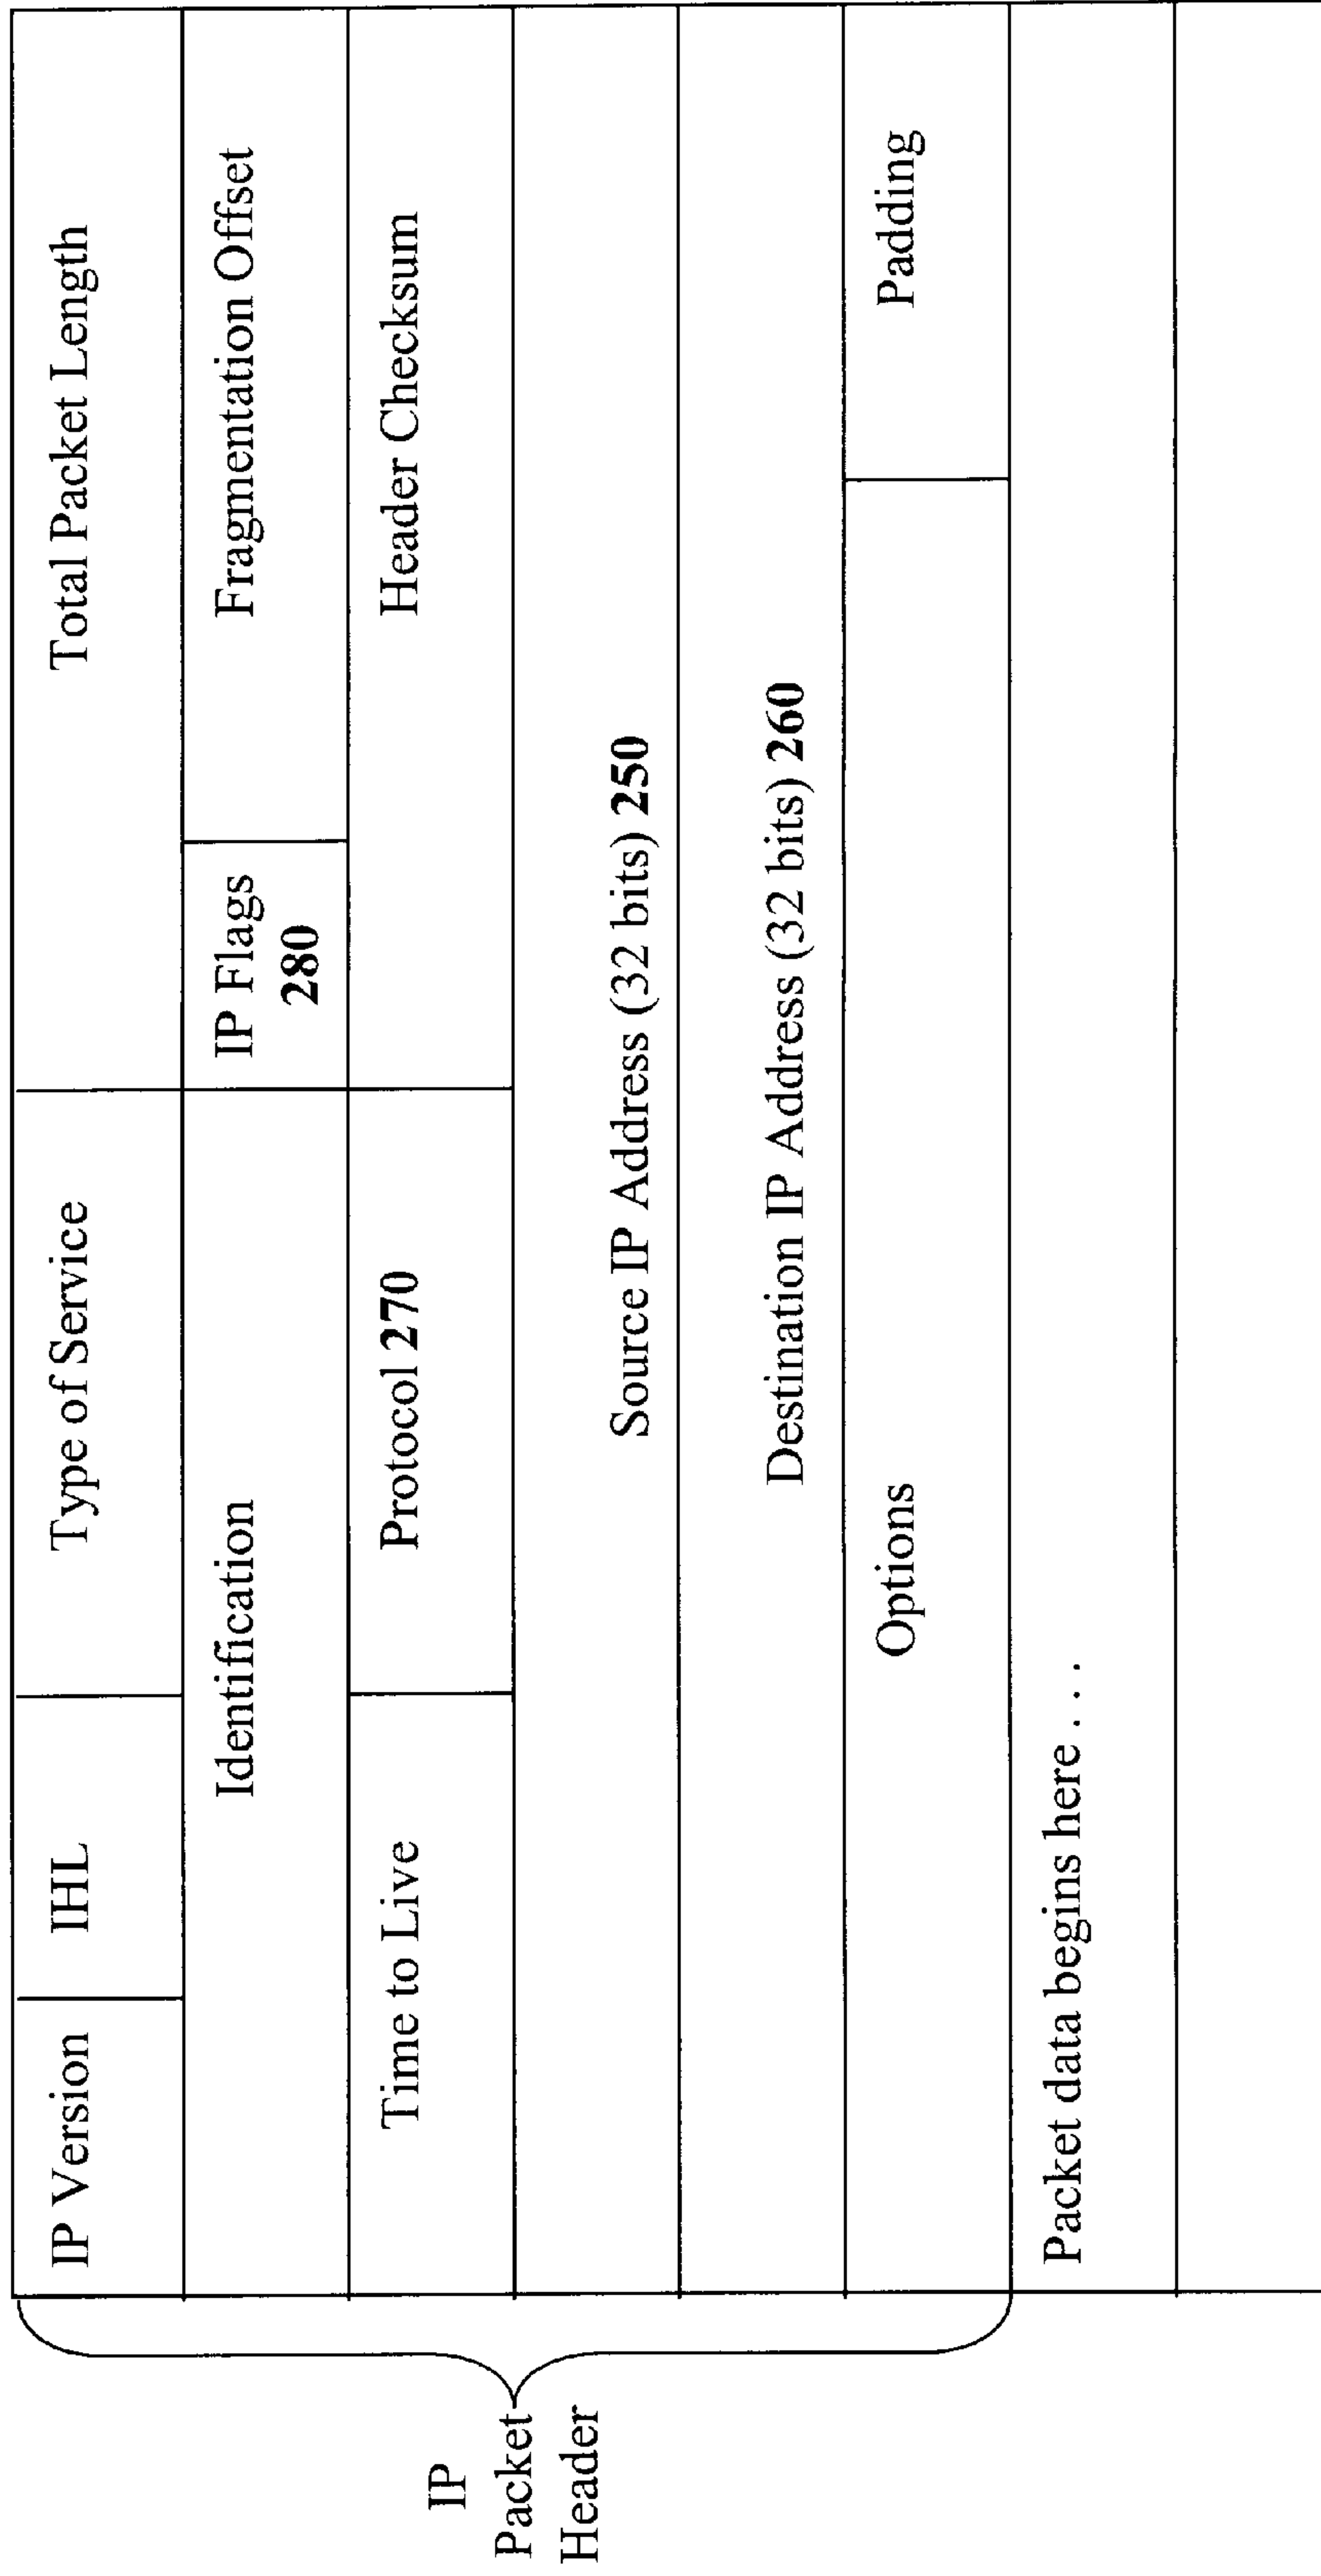 IP Version IHL Type of Service Total Packet Length
Identification IP Flags Fragmentation Offset
280
Time to Live Protocol 270 Header Checksum
IP
Packet
Header
Source IP Address (32 bits) 250
Destination IP Address (32 bits) 260
Options Padding
Packet data begins here . . .